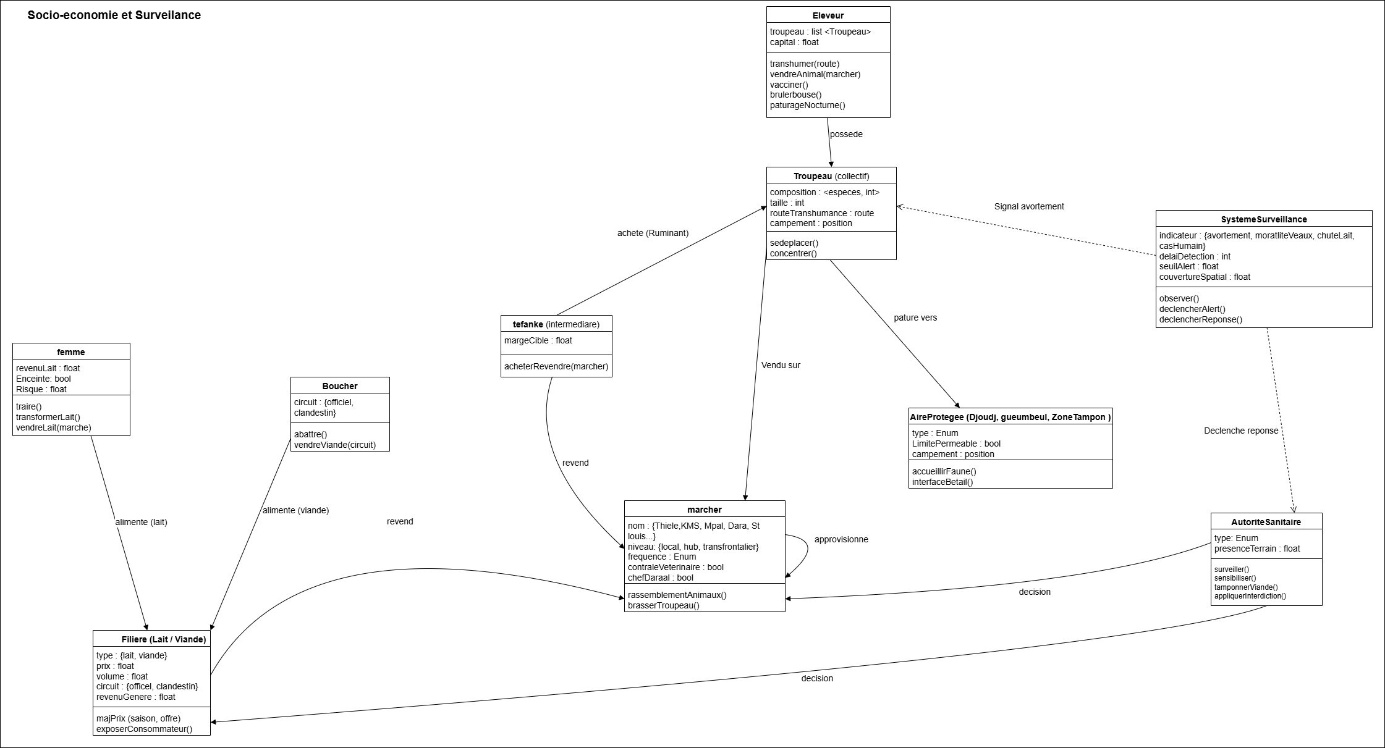 Socio-economie et Surveilance
Eleveur
troupeau : list <Troupeau>
capital : float
transhumer(route)
vendreAnimal(marcher)
vacciner()
brulerbouse()
paturageNocturne()
possede
Troupeau (collectif)
composition : <especes, int>
taille : int
routeTranshumance : route
campement : position
sedeplacer()
concentrer()
Signal avortement
SystemeSurveillance
indicateur : {avortement, moratliteVeaux, chuteLait,
casHumain}
delaiDetection : int
seuilAlert : float
couvertureSpatial : float
observer()
declencherAlert()
declencherReponse()
achete (Ruminant)
tefanke (intermediare)
margeCible : float
acheterRevendre(marcher)
pature vers
femme
revenuLait : float
Enceinte: bool
Risque : float
traire()
transformerLait()
vendreLait(marche)
Boucher
circuit : {officiel,
clandestin}
abattre()
vendreViande(circuit)
Vendu sur
AireProtegee (Djoudj, gueumbeul, ZoneTampon )
type : Enum
LimitePermeable : bool
campement : position
accueillirFaune()
interfaceBetail()
Declenche reponse
revend
alimente (lait)
alimente (viande)
revend
marcher
nom : {Thiele,KMS, Mpal, Dara, St
louis...}
niveau: {local, hub, transfrontalier}
frequence : Enum
contraleVeterinaire : bool
chefDaraal : bool
rassemblementAnimaux()
brasserTroupeau()
approvisionne
AutoriteSanitaire
type: Enum
presenceTerrain : float
surveiller()
sensibiliser()
tamponnerViande()
appliquerInterdiction()
decision
Filiere (Lait / Viande)
type : {lait, viande}
prix : float
volume : float
circuit : {officel, clandestin}
revenuGenere : float
majPrix (saison, offre)
exposerConsommateur()
decision